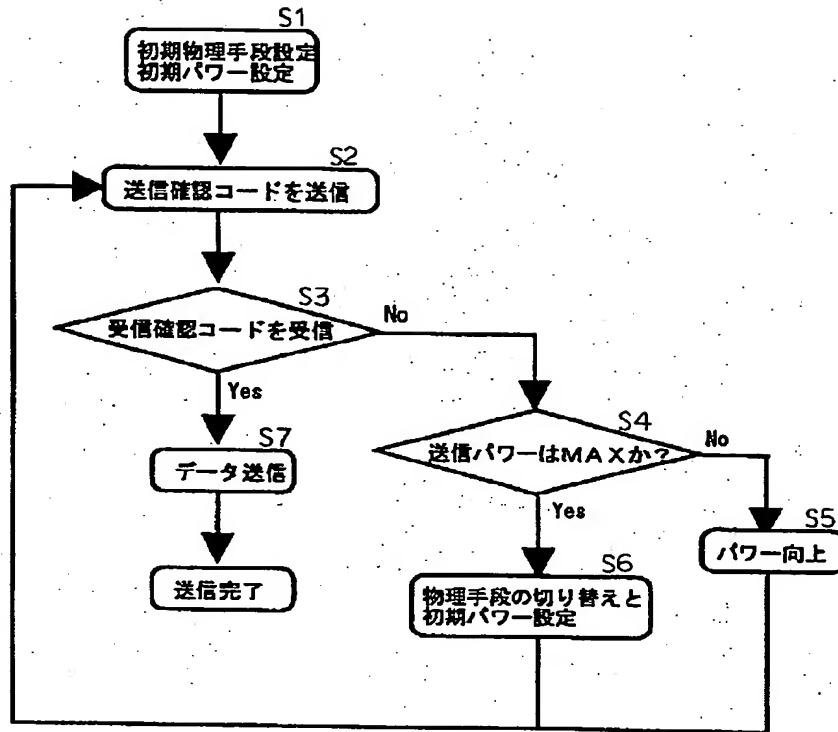 S1
初期物理手段設定
初期パワー設定
S2
送信確認コードを送信
S3
受信確認コードを受信
No
Yes
S4
送信パワーはMAXか?
No
S7
データ送信
Yes
S5
パワー向上
S6
物理手段の切り替えと
初期パワー設定
送信完了